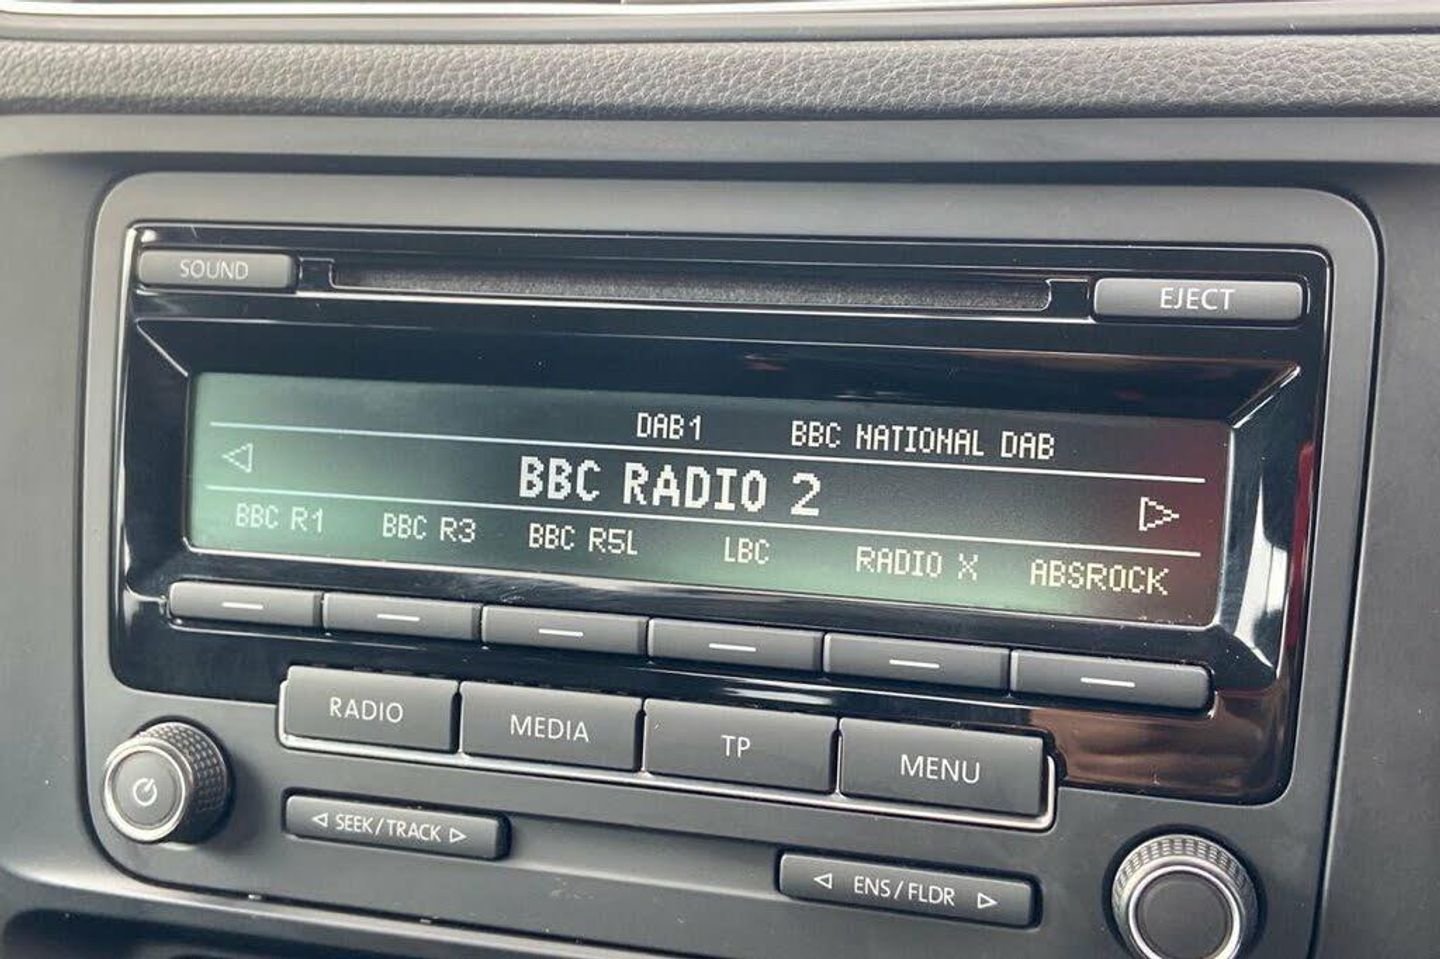 SOUND
EJECT
DAB1 BBC NATIONAL DAB
BBC RADIO 2
BBC R1 BBC R3 BBC R5L LBC RADIO X ABSROCK
RADIO MEDIA TP MENU
SEEK/TRACK
ENS/FLDR